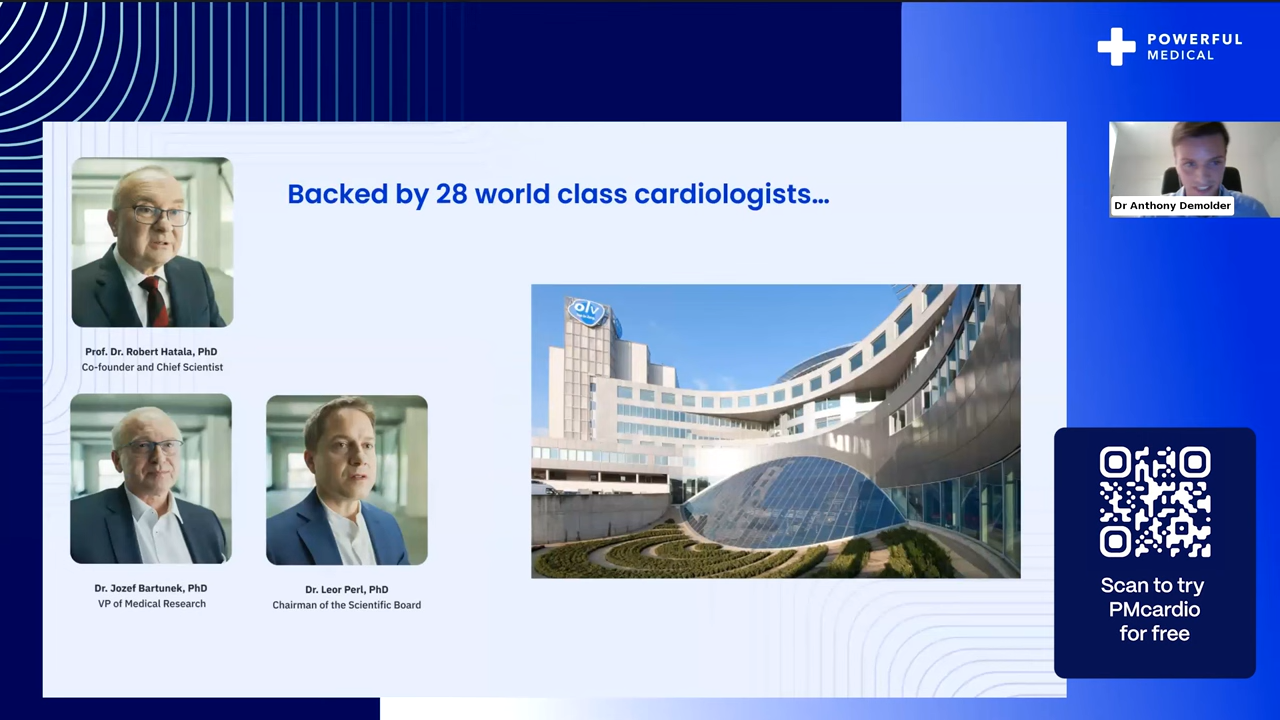 POWERFUL
MEDICAL
Dr Anthony Demolder
Backed by 28 world class cardiologists…
olv
Prof. Dr. Robert Hatala, PhD
Co-founder and Chief Scientist
Dr. Jozef Bartunek, PhD
VP of Medical Research
Dr. Leor Perl, PhD
Chairman of the Scientific Board
Scan to try
PMcardio
for free